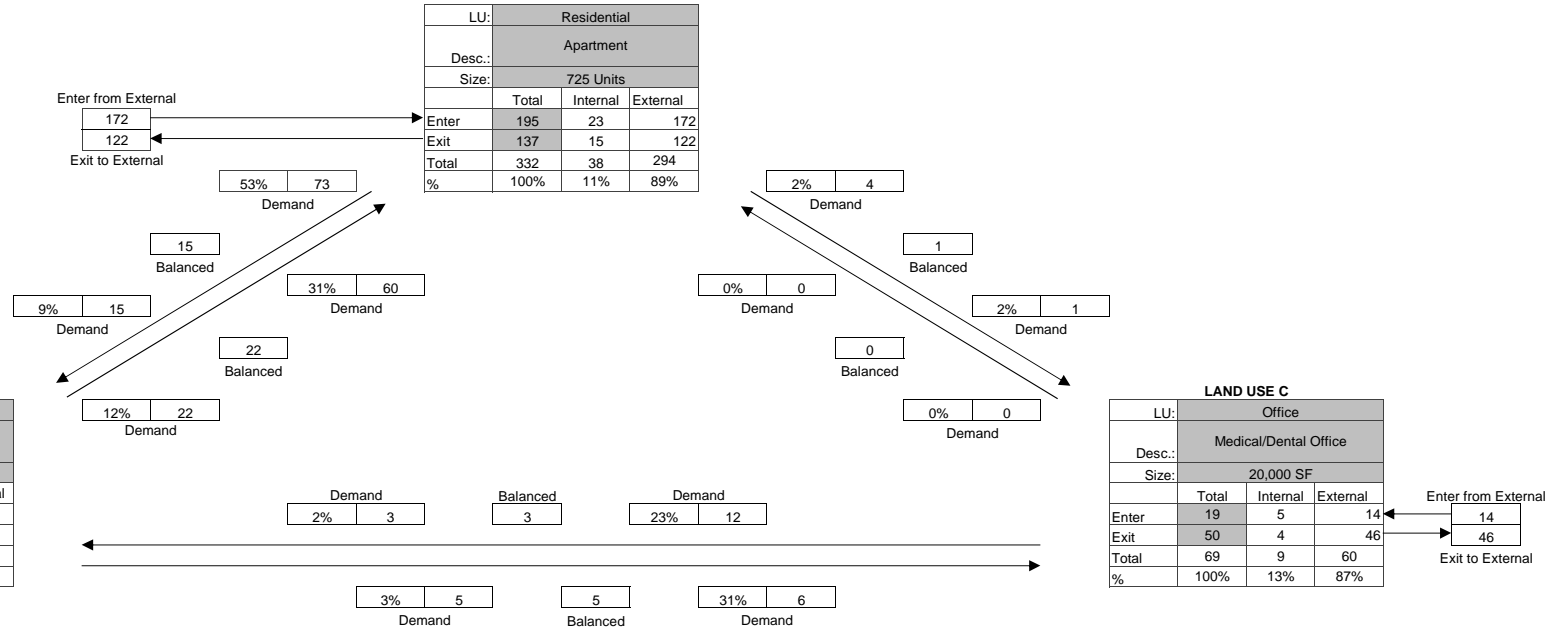 LU: Residential
Desc.: Apartment
Size: 725 Units
Total Internal External
Enter 195 23 172
Exit 137 15 122
Total 332 38 294
% 100% 11% 89%
Enter from External
172
122
Exit to External
53% 73
Demand
2% 4
Demand
15
Balanced
1
Balanced
31% 60
Demand
0% 0
Demand
9% 15
Demand
2% 1
Demand
22
Balanced
0
Balanced
12% 22
Demand
0% 0
Demand
LAND USE C
LU: Office
Desc.: Medical/Dental Office
Size: 20,000 SF
Total Internal External
Enter 19 5 14
Exit 50 4 46
Total 69 9 60
% 100% 13% 87%
Enter from External
14
46
Exit to External
Demand Balanced Demand
2% 3 3 23% 12
3% 5 5 31% 6
Demand Balanced Demand